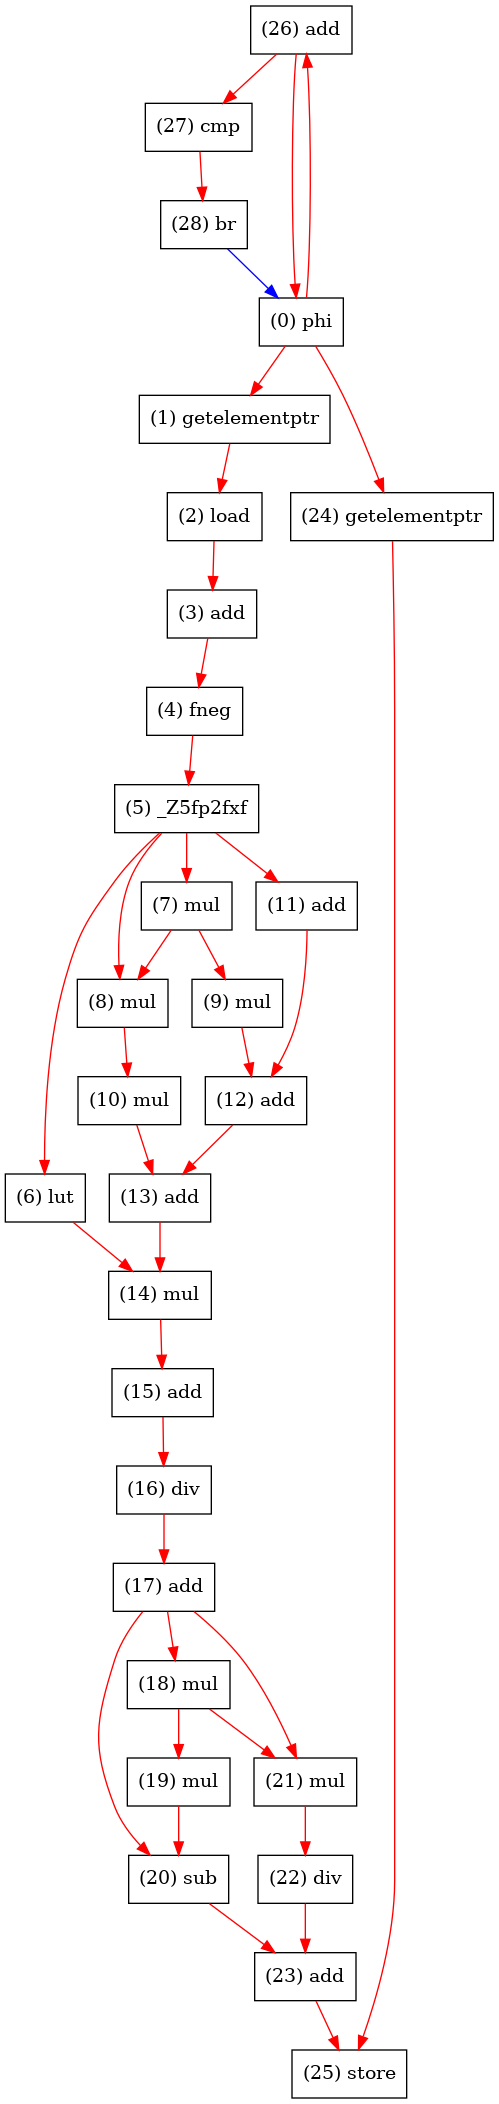 (26) add
(27) cmp
(28) br
(0) phi
(1) getelementptr
(2) load
(24) getelementptr
(3) add
(4) fneg
(5) _Z5fp2fxf
(7) mul
(11) add
(8) mul
(9) mul
(10) mul
(12) add
(6) lut
(13) add
(14) mul
(15) add
(16) div
(17) add
(18) mul
(19) mul
(21) mul
(20) sub
(22) div
(23) add
(25) store